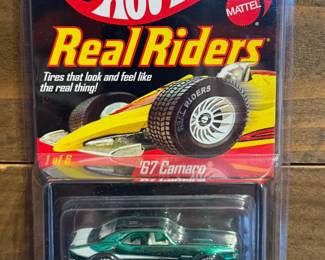 MATTEL
Real Riders®
Tires that look and feel like
the real thing!
REAL RIDERS
1 of 6
'67 Camaro®